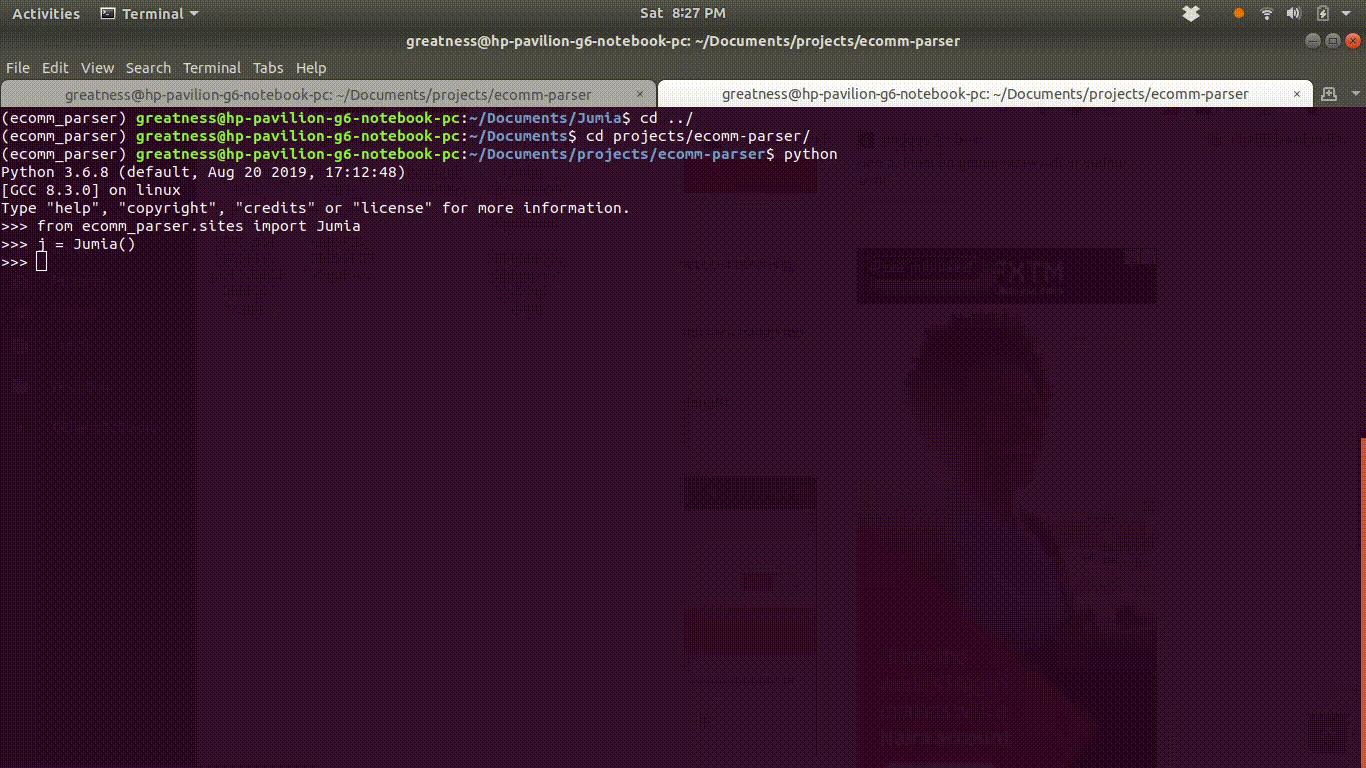 Activities Terminal Sat 8:27 PM
greatness@hp-pavilion-g6-notebook-pc: ~/Documents/projects/ecomm-parser
File Edit View Search Terminal Tabs Help
greatness@hp-pavilion-g6-notebook-pc: ~/Documents/projects/ecomm-parser × greatness@hp-pavilion-g6-notebook-pc: ~/Documents/projects/ecomm-parser ×
(ecomm_parser) greatness@hp-pavilion-g6-notebook-pc:~/Documents/Jumia$ cd ../
(ecomm_parser) greatness@hp-pavilion-g6-notebook-pc:~/Documents$ cd projects/ecomm-parser/
(ecomm_parser) greatness@hp-pavilion-g6-notebook-pc:~/Documents/projects/ecomm-parser$ python
Python 3.6.8 (default, Aug 20 2019, 17:12:48)
[GCC 8.3.0] on linux
Type "help", "copyright", "credits" or "license" for more information.
>>> from ecomm_parser.sites import Jumia
>>> j = Jumia()
>>>
FXTM